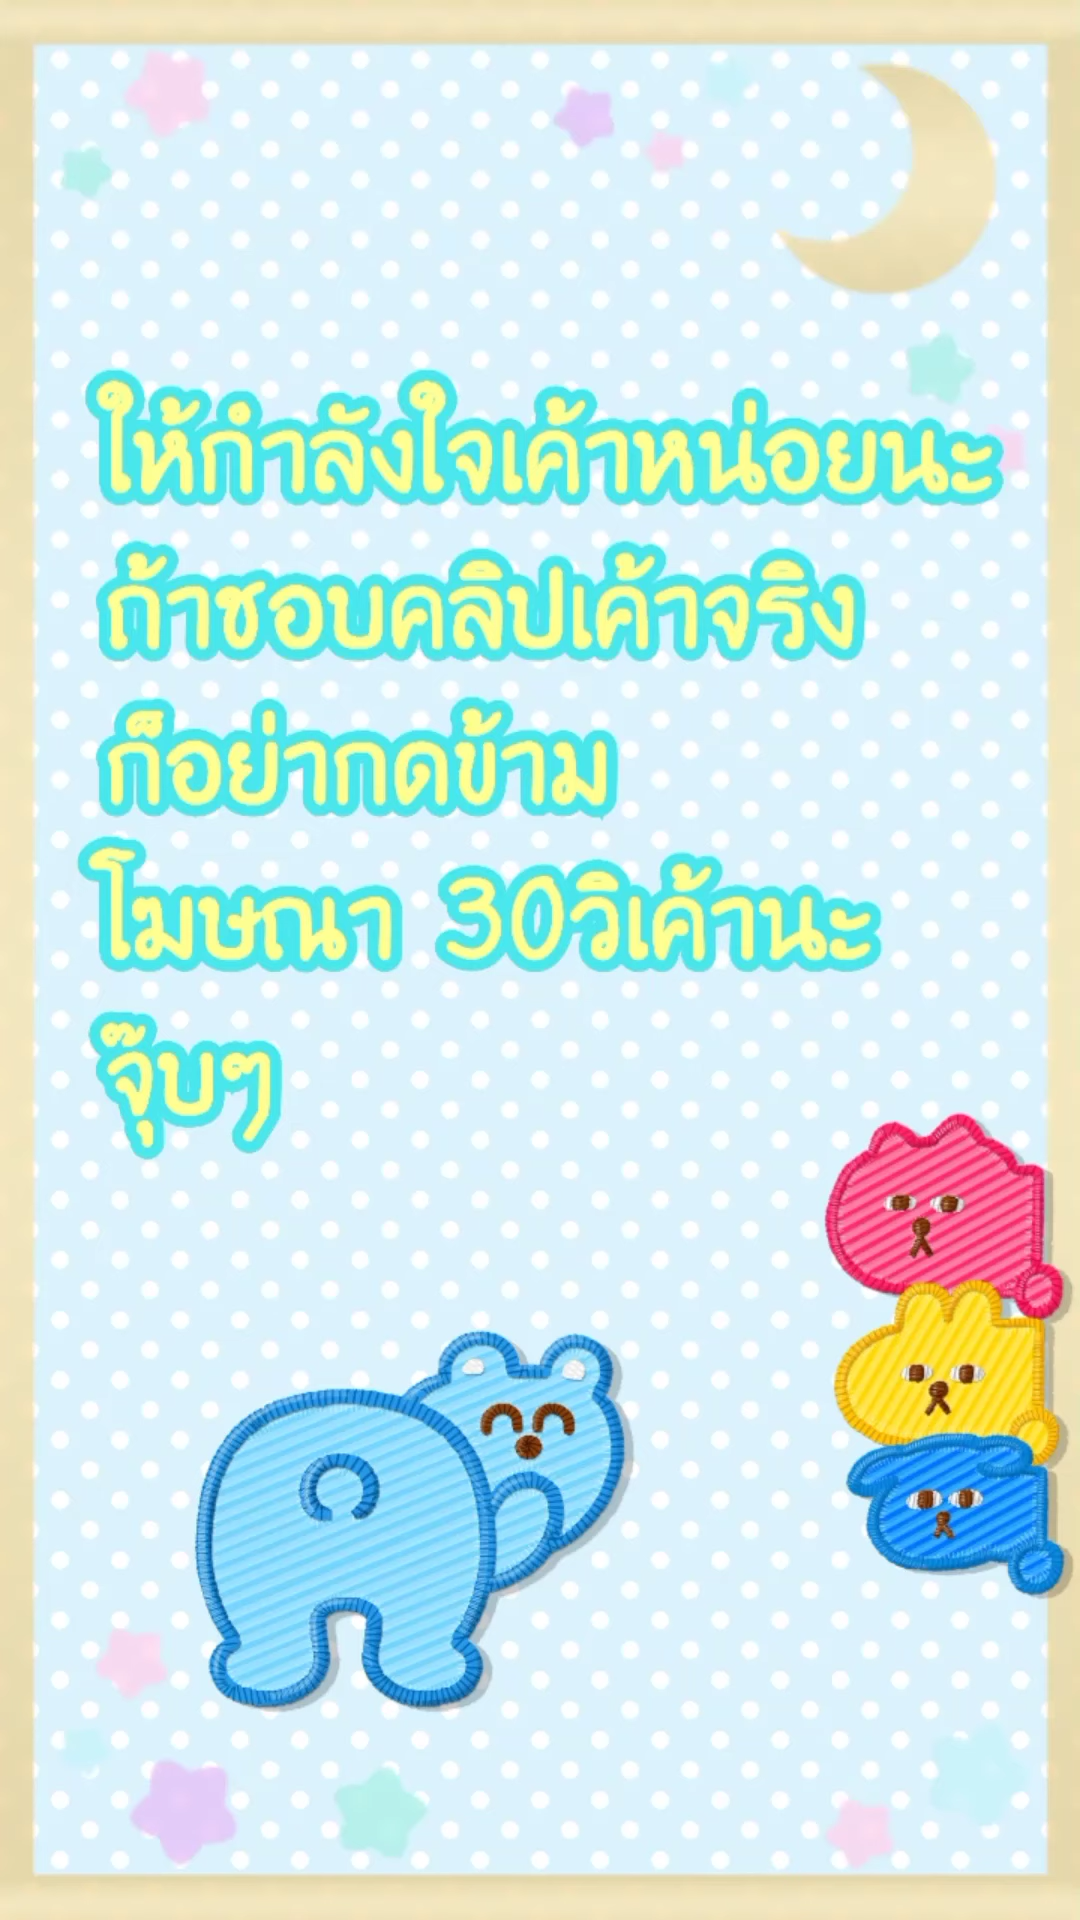 ให้กำลังใจเค้าหน่อยนะ
ถ้าชอบคลิปเค้าจริง
ก็อย่ากดข้าม
โฆษณา 30วิเค้านะ
จุ๊บๆ